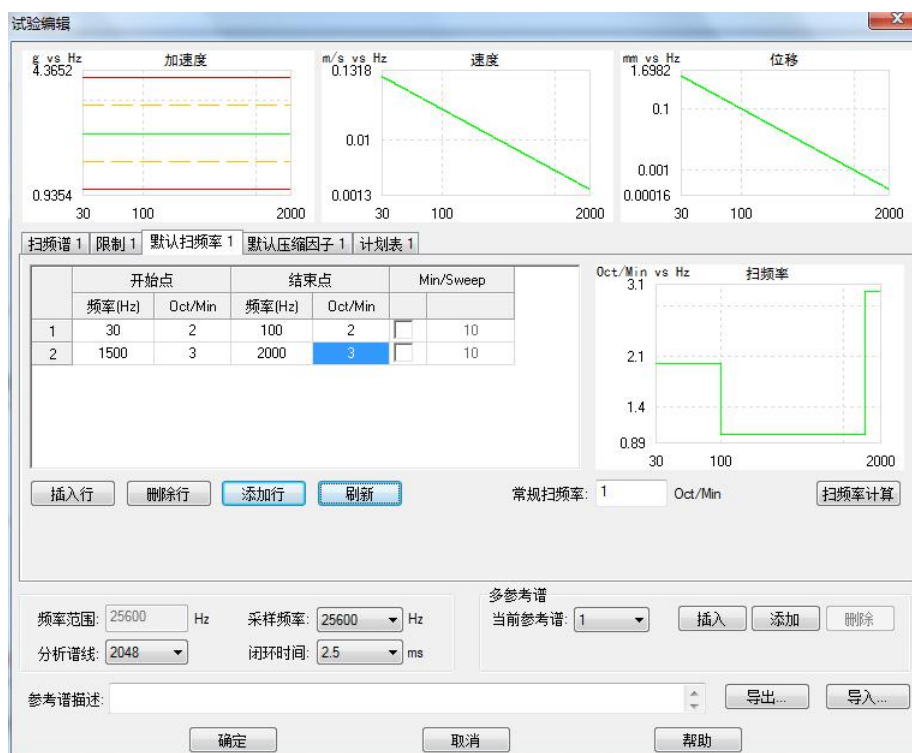 试验编辑
g vs Hz 加速度 m/s vs Hz 速度 mm vs Hz 位移
4.3652 0.1318 1.6982
0.1
0.01
0.001
0.9354 0.0013 0.00016
30 100 2000 30 100 2000 30 100 2000
扫频谱 1 限制 1 默认扫频率 1 默认压缩因子 1 计划表 1
开始点 结束点 Min/Sweep
频率(Hz) Oct/Min 频率(Hz) Oct/Min
1 30 2 100 2 10
2 1500 3 2000 3 10
Oct/Min vs Hz 扫频率
3.1
2.1
1.4
0.89
30 100 2000
插入行 删除行 添加行 刷新 常规扫频率: 1 Oct/Min 扫频率计算
多参考谱
频率范围: 25600 Hz 采样频率: 25600 Hz 当前参考谱: 1 插入 添加 删除
分析谱线: 2048 闭环时间: 2.5 ms
参考谱描述: 导出... 导入...
确定 取消 帮助